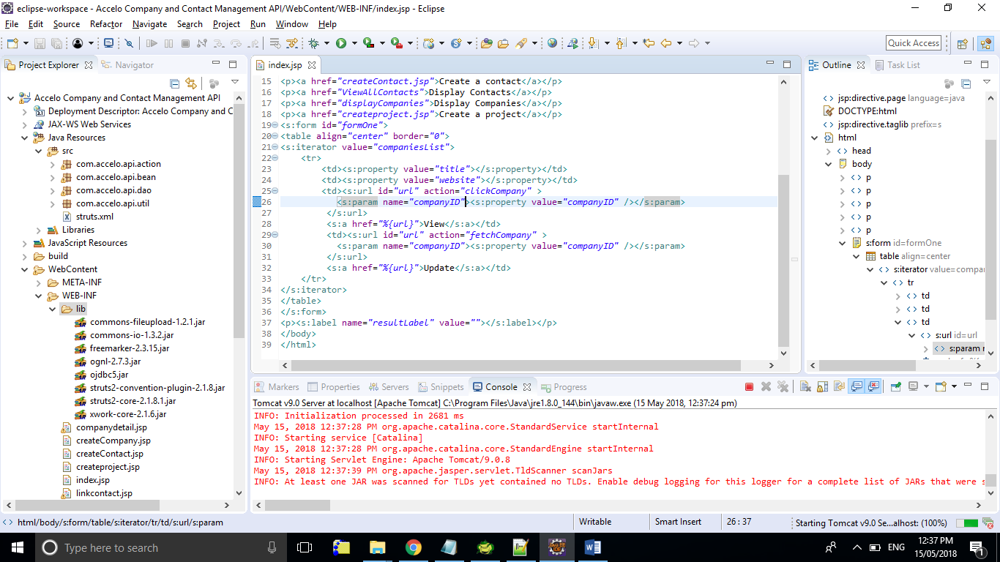 eclipse-workspace - Accelo Company and Contact Management API/WebContent/WEB-INF/index.jsp - Eclipse
File Edit Source Refactor Navigate Search Project Run Window Help
Quick Access
Project Explorer Navigator
Accelo Company and Contact Management API
Deployment Descriptor: Accelo Company and C
JAX-WS Web Services
Java Resources
src
com.accelo.api.action
com.accelo.api.bean
com.accelo.api.dao
com.accelo.api.util
struts.xml
Libraries
JavaScript Resources
build
WebContent
META-INF
WEB-INF
lib
commons-fileupload-1.2.1.jar
commons-io-1.3.2.jar
freemarker-2.3.15.jar
ognl-2.7.3.jar
ojdbc5.jar
struts2-convention-plugin-2.1.8.jar
struts2-core-2.1.8.1.jar
xwork-core-2.1.6.jar
companydetail.jsp
createCompany.jsp
createContact.jsp
createproject.jsp
index.jsp
linkcontact.jsp
index.jsp
15 <p><a href="createContact.jsp">Create a contact</a></p>
16 <p><a href="ViewAllContacts">Display Contacts</a></p>
17 <p><a href="displayCompanies">Display Companies</a></p>
18 <p><a href="createproject.jsp">Create a project</a></p>
19 <s:form id="formOne">
20 <table align="center" border="0">
21 <s:iterator value="companiesList">
22 <tr>
23 <td><s:property value="title"></s:property></td>
24 <td><s:property value="website"></s:property></td>
25 <td><s:url id="url" action="clickCompany" >
26 <s:param name="companyID"><s:property value="companyID" /></s:param>
27 </s:url>
28 <s:a href="%{url}">View</s:a></td>
29 <td><s:url id="url" action="fetchCompany" >
30 <s:param name="companyID"><s:property value="companyID" /></s:param>
31 </s:url>
32 <s:a href="%{url}">Update</s:a></td>
33 </tr>
34 </s:iterator>
35 </table>
36 </s:form>
37 <p><s:label name="resultLabel" value=""></s:label></p>
38 </body>
39 </html>
Outline Task List
jsp:directive.page language=java
DOCTYPE:html
jsp:directive.taglib prefix=s
html
head
body
p
p
p
p
p
s:form id=formOne
table align=center
s:iterator value=compar
tr
td
td
td
s:url id=url
s:param
Markers Properties Servers Snippets Console Progress
Tomcat v9.0 Server at localhost [Apache Tomcat] C:\Program Files\Java\jre1.8.0_144\bin\javaw.exe (15 May 2018, 12:37:24 pm)
INFO: Initialization processed in 2681 ms
May 15, 2018 12:37:28 PM org.apache.catalina.core.StandardService startInternal
INFO: Starting service [Catalina]
May 15, 2018 12:37:28 PM org.apache.catalina.core.StandardEngine startInternal
INFO: Starting Servlet Engine: Apache Tomcat/9.0.8
May 15, 2018 12:37:39 PM org.apache.jasper.servlet.TldScanner scanJars
INFO: At least one JAR was scanned for TLDs yet contained no TLDs. Enable debug logging for this logger for a complete list of JARs that were s
html/body/s:form/table/s:iterator/tr/td/s:url/s:param
Writable
Smart Insert
26 : 37
Starting Tomcat v9.0 Se...alhost: (100%)
Type here to search
ENG
12:37 PM
15/05/2018
1